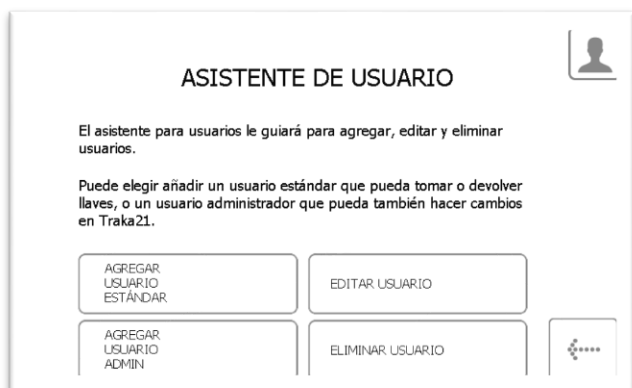 ASISTENTE DE USUARIO
El asistente para usuarios le guiará para agregar, editar y eliminar
usuarios.
Puede elegir añadir un usuario estándar que pueda tomar o devolver
llaves, o un usuario administrador que pueda también hacer cambios
en Traka21.
AGREGAR
USUARIO
ESTÁNDAR
EDITAR USUARIO
AGREGAR
USUARIO
ADMIN
ELIMINAR USUARIO